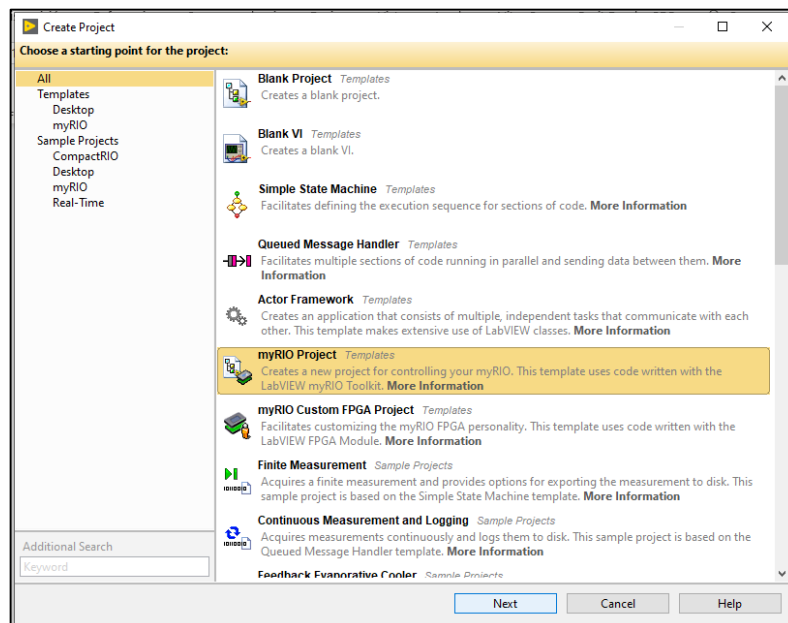 Create Project
Choose a starting point for the project:
All
Templates
Desktop
myRIO
Sample Projects
CompactRIO
Desktop
myRIO
Real-Time
Additional Search
Keyword
Blank Project Templates
Creates a blank project.
Blank VI Templates
Creates a blank VI.
Simple State Machine Templates
Facilitates defining the execution sequence for sections of code. More Information
Queued Message Handler Templates
Facilitates multiple sections of code running in parallel and sending data between them. More
Information
Actor Framework Templates
Creates an application that consists of multiple, independent tasks that communicate with each
other. This template makes extensive use of LabVIEW classes. More Information
myRIO Project Templates
Creates a new project for controlling your myRIO. This template uses code written with the
LabVIEW myRIO Toolkit. More Information
myRIO Custom FPGA Project Templates
Facilitates customizing the myRIO FPGA personality. This template uses code written with the
LabVIEW FPGA Module. More Information
Finite Measurement Sample Projects
Acquires a finite measurement and provides options for exporting the measurement to disk. This
sample project is based on the Simple State Machine template. More Information
Continuous Measurement and Logging Sample Projects
Acquires measurements continuously and logs them to disk. This sample project is based on the
Queued Message Handler template. More Information
Feedback Evaporative Cooler Sample Projects
Next
Cancel
Help